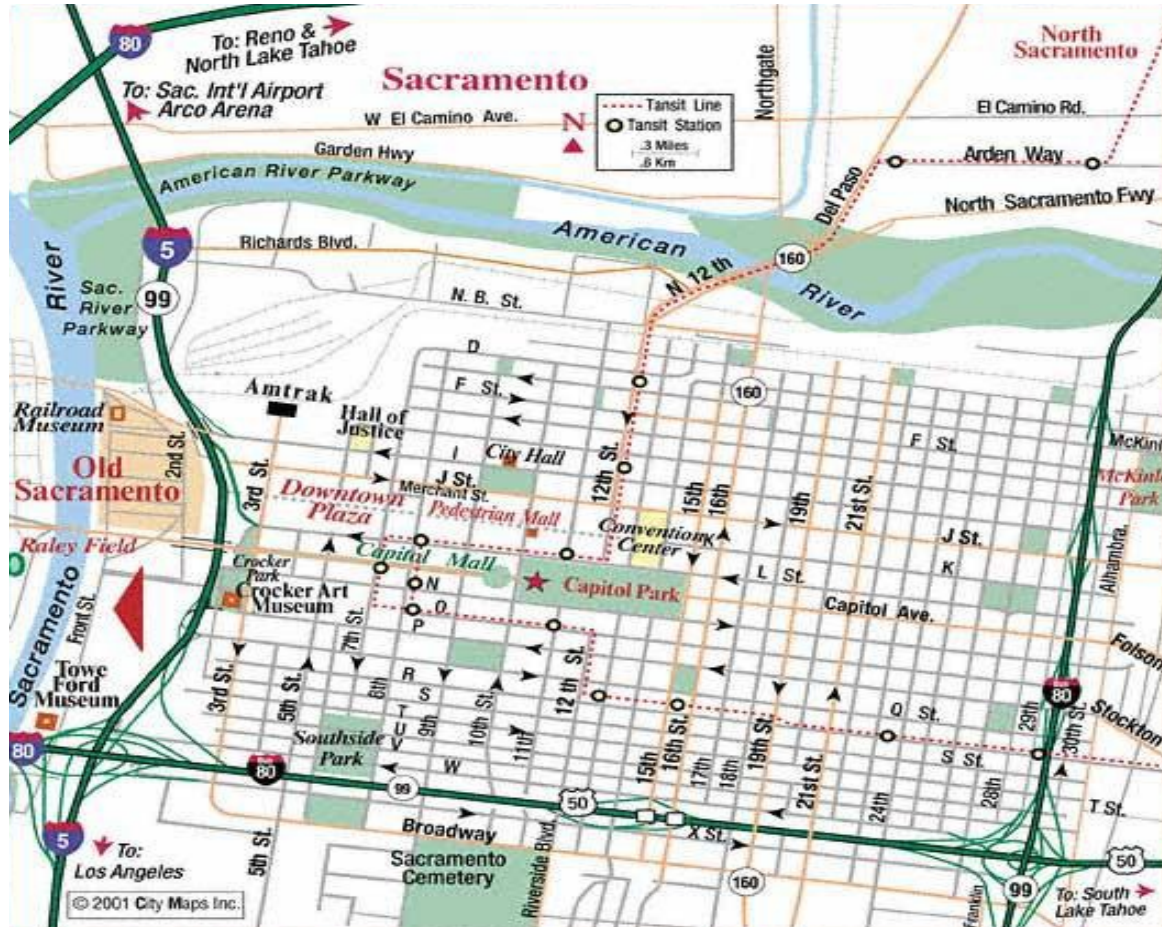 80
To: Reno &
North Lake Tahoe
To: Sac. Int'l Airport
Arco Arena
Sacramento
N
Tansit Line
Tansit Station
.3 Miles
.6 Km
Northgate
North
Sacramento
El Camino Rd.
W El Camino Ave.
Garden Hwy
American River Parkway
Arden Way
Del Paso
North Sacramento Fwy
American
River
160
N 12 th
5
99
Richards Blvd.
River
Sac.
River
Parkway
N. B. St.
D
F St.
160
Amtrak
Railroad
Museum
Hall of
Justice
2nd St.
Old
Sacramento
3rd St.
I
City Hall
J St.
Merchant St.
Downtown
Plaza
Pedestrian Mall
12th St.
15th
16th
19th
21st St.
F St.
McKinl
McKinle
Park
Convention
Center
K
J St.
K
L St.
Alhambra.
Raley Field
Capitol Mall
Crocker
Park
Crocker Art
Museum
N
O
P
Capitol Park
Capitol Ave.
Folsom
Sacramento
Front St.
Towe
Ford
Museum
3rd St.
5th St.
7th St.
8th
R
S
T
U
V
W
9th
10th St.
11th
12 th St.
Southside
Park
15th
16th St.
17th
18th
19th St.
21st St.
24th
28th
29th
30th St.
Q St.
S St.
T St.
80
Stockton
80
80
99
50
X St.
Broadway
5th St.
Sacramento
Cemetery
Riverside Blvd.
160
Franklin
99
50
To: South
Lake Tahoe
5
To:
Los Angeles
© 2001 City Maps Inc.